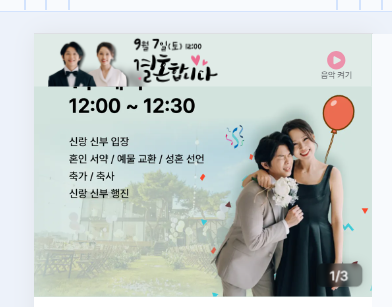 9월 7일(토) 12:00
결혼합니다
음악 켜기
12:00 ~ 12:30
신랑 신부 입장
혼인 서약 / 예물 교환 / 성혼 선언
축가 / 축사
신랑 신부 행진
1/3